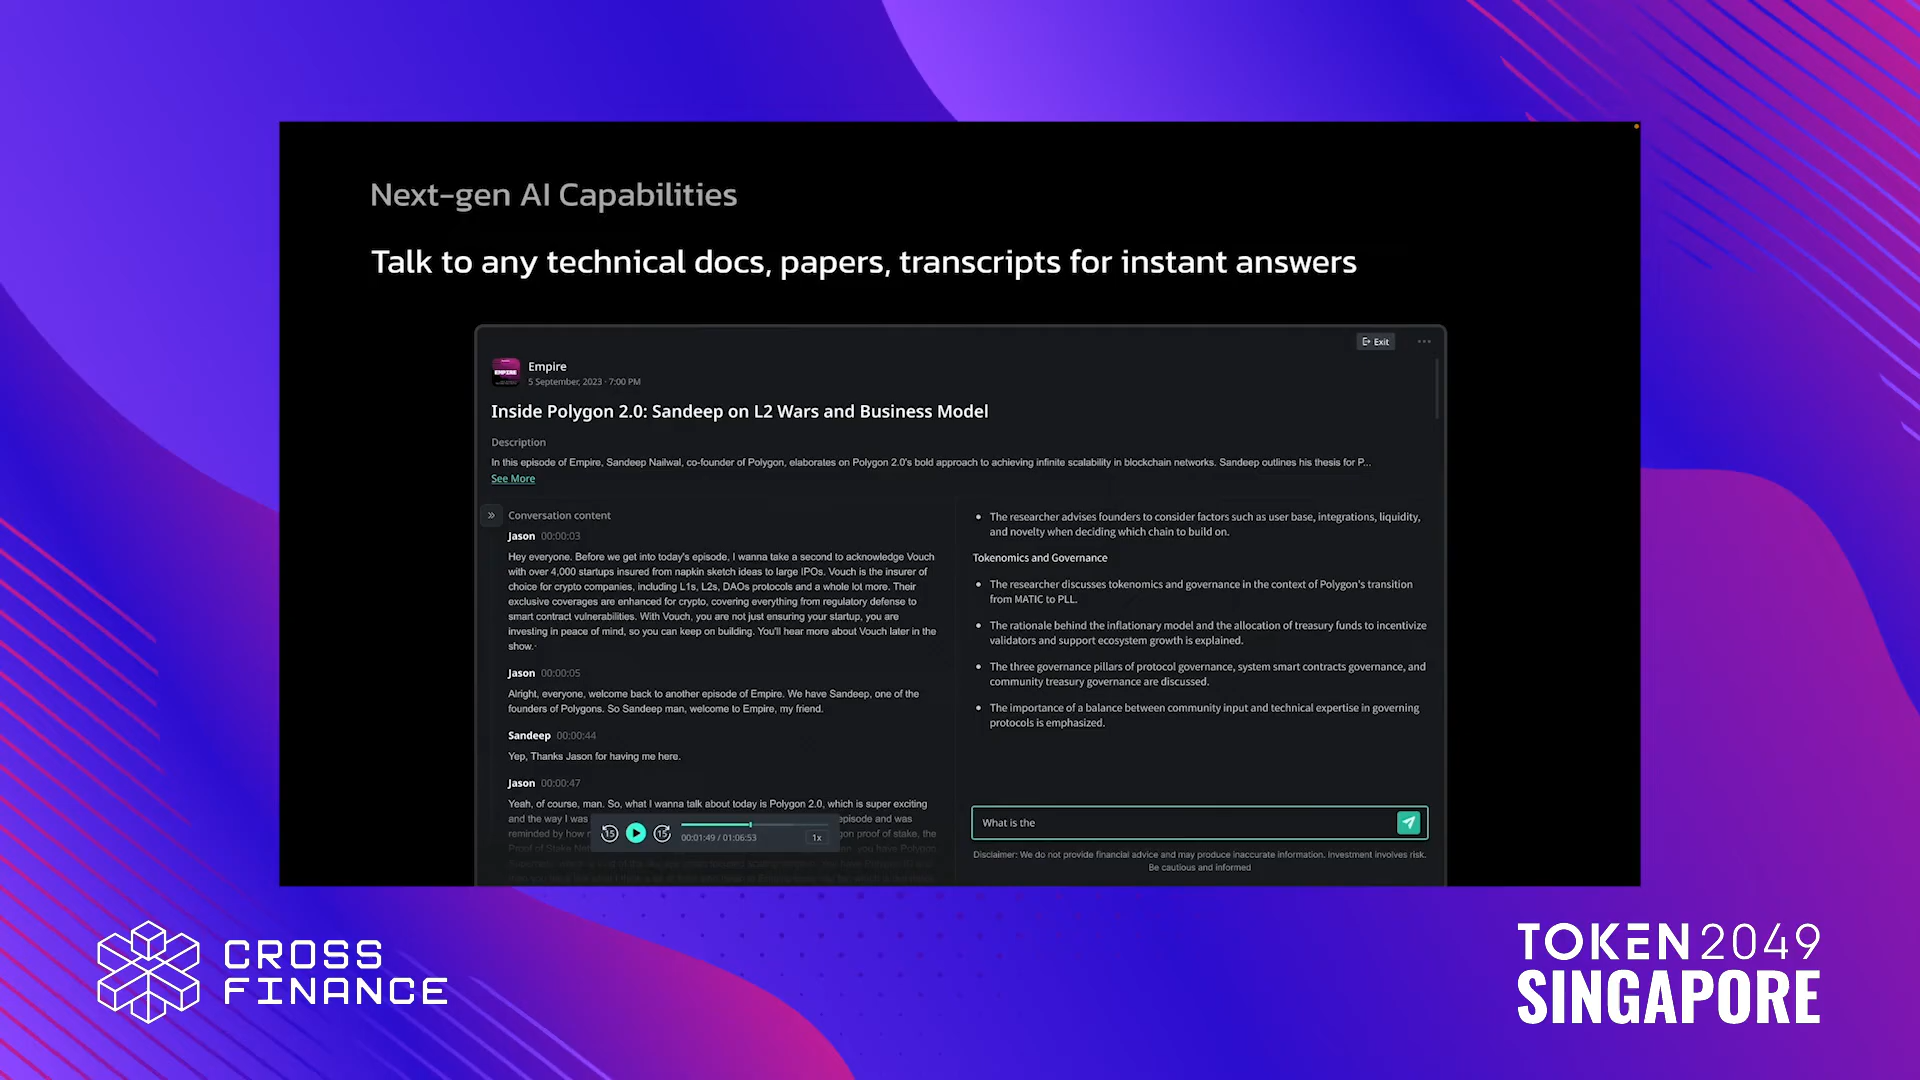 Next-gen AI Capabilities
Talk to any technical docs, papers, transcripts for instant answers
Exit
EMPIRE
Empire
5 September, 2023 · 7:00 PM
Inside Polygon 2.0: Sandeep on L2 Wars and Business Model
Description
In this episode of Empire, Sandeep Nailwal, co-founder of Polygon, elaborates on Polygon 2.0's bold approach to achieving infinite scalability in blockchain networks. Sandeep outlines his thesis for P...
See More
Conversation content
Jason 00:00:03
Hey everyone. Before we get into today's episode, I wanna take a second to acknowledge Vouch
with over 4,000 startups insured from napkin sketch ideas to large IPOs. Vouch is the insurer of
choice for crypto companies, including L1s, L2s, DAOs protocols and a whole lot more. Their
exclusive coverages are enhanced for crypto, covering everything from regulatory defense to
smart contract vulnerabilities. With Vouch, you are not just ensuring your startup, you are
investing in peace of mind, so you can keep on building. You'll hear more about Vouch later in the
show.
Jason 00:00:05
Alright, everyone, welcome back to another episode of Empire. We have Sandeep, one of the
founders of Polygons. So Sandeep man, welcome to Empire, my friend.
Sandeep 00:00:44
Yep, Thanks Jason for having me here.
Jason 00:00:47
Yeah, of course, man. So, what I wanna talk about today is Polygon 2.0, which is super exciting
and the way I was episode and was
reminded by how gon proof of stake, the
15 15 00:01:49 / 01:06:53 1x
The researcher advises founders to consider factors such as user base, integrations, liquidity,
and novelty when deciding which chain to build on.
Tokenomics and Governance
The researcher discusses tokenomics and governance in the context of Polygon's transition
from MATIC to PLL.
The rationale behind the inflationary model and the allocation of treasury funds to incentivize
validators and support ecosystem growth is explained.
The three governance pillars of protocol governance, system smart contracts governance, and
community treasury governance are discussed.
The importance of a balance between community input and technical expertise in governing
protocols is emphasized.
What is the
Disclaimer: We do not provide financial advice and may produce inaccurate information. Investment involves risk.
Be cautious and informed
CROSS
FINANCE
TOKEN2049
SINGAPORE